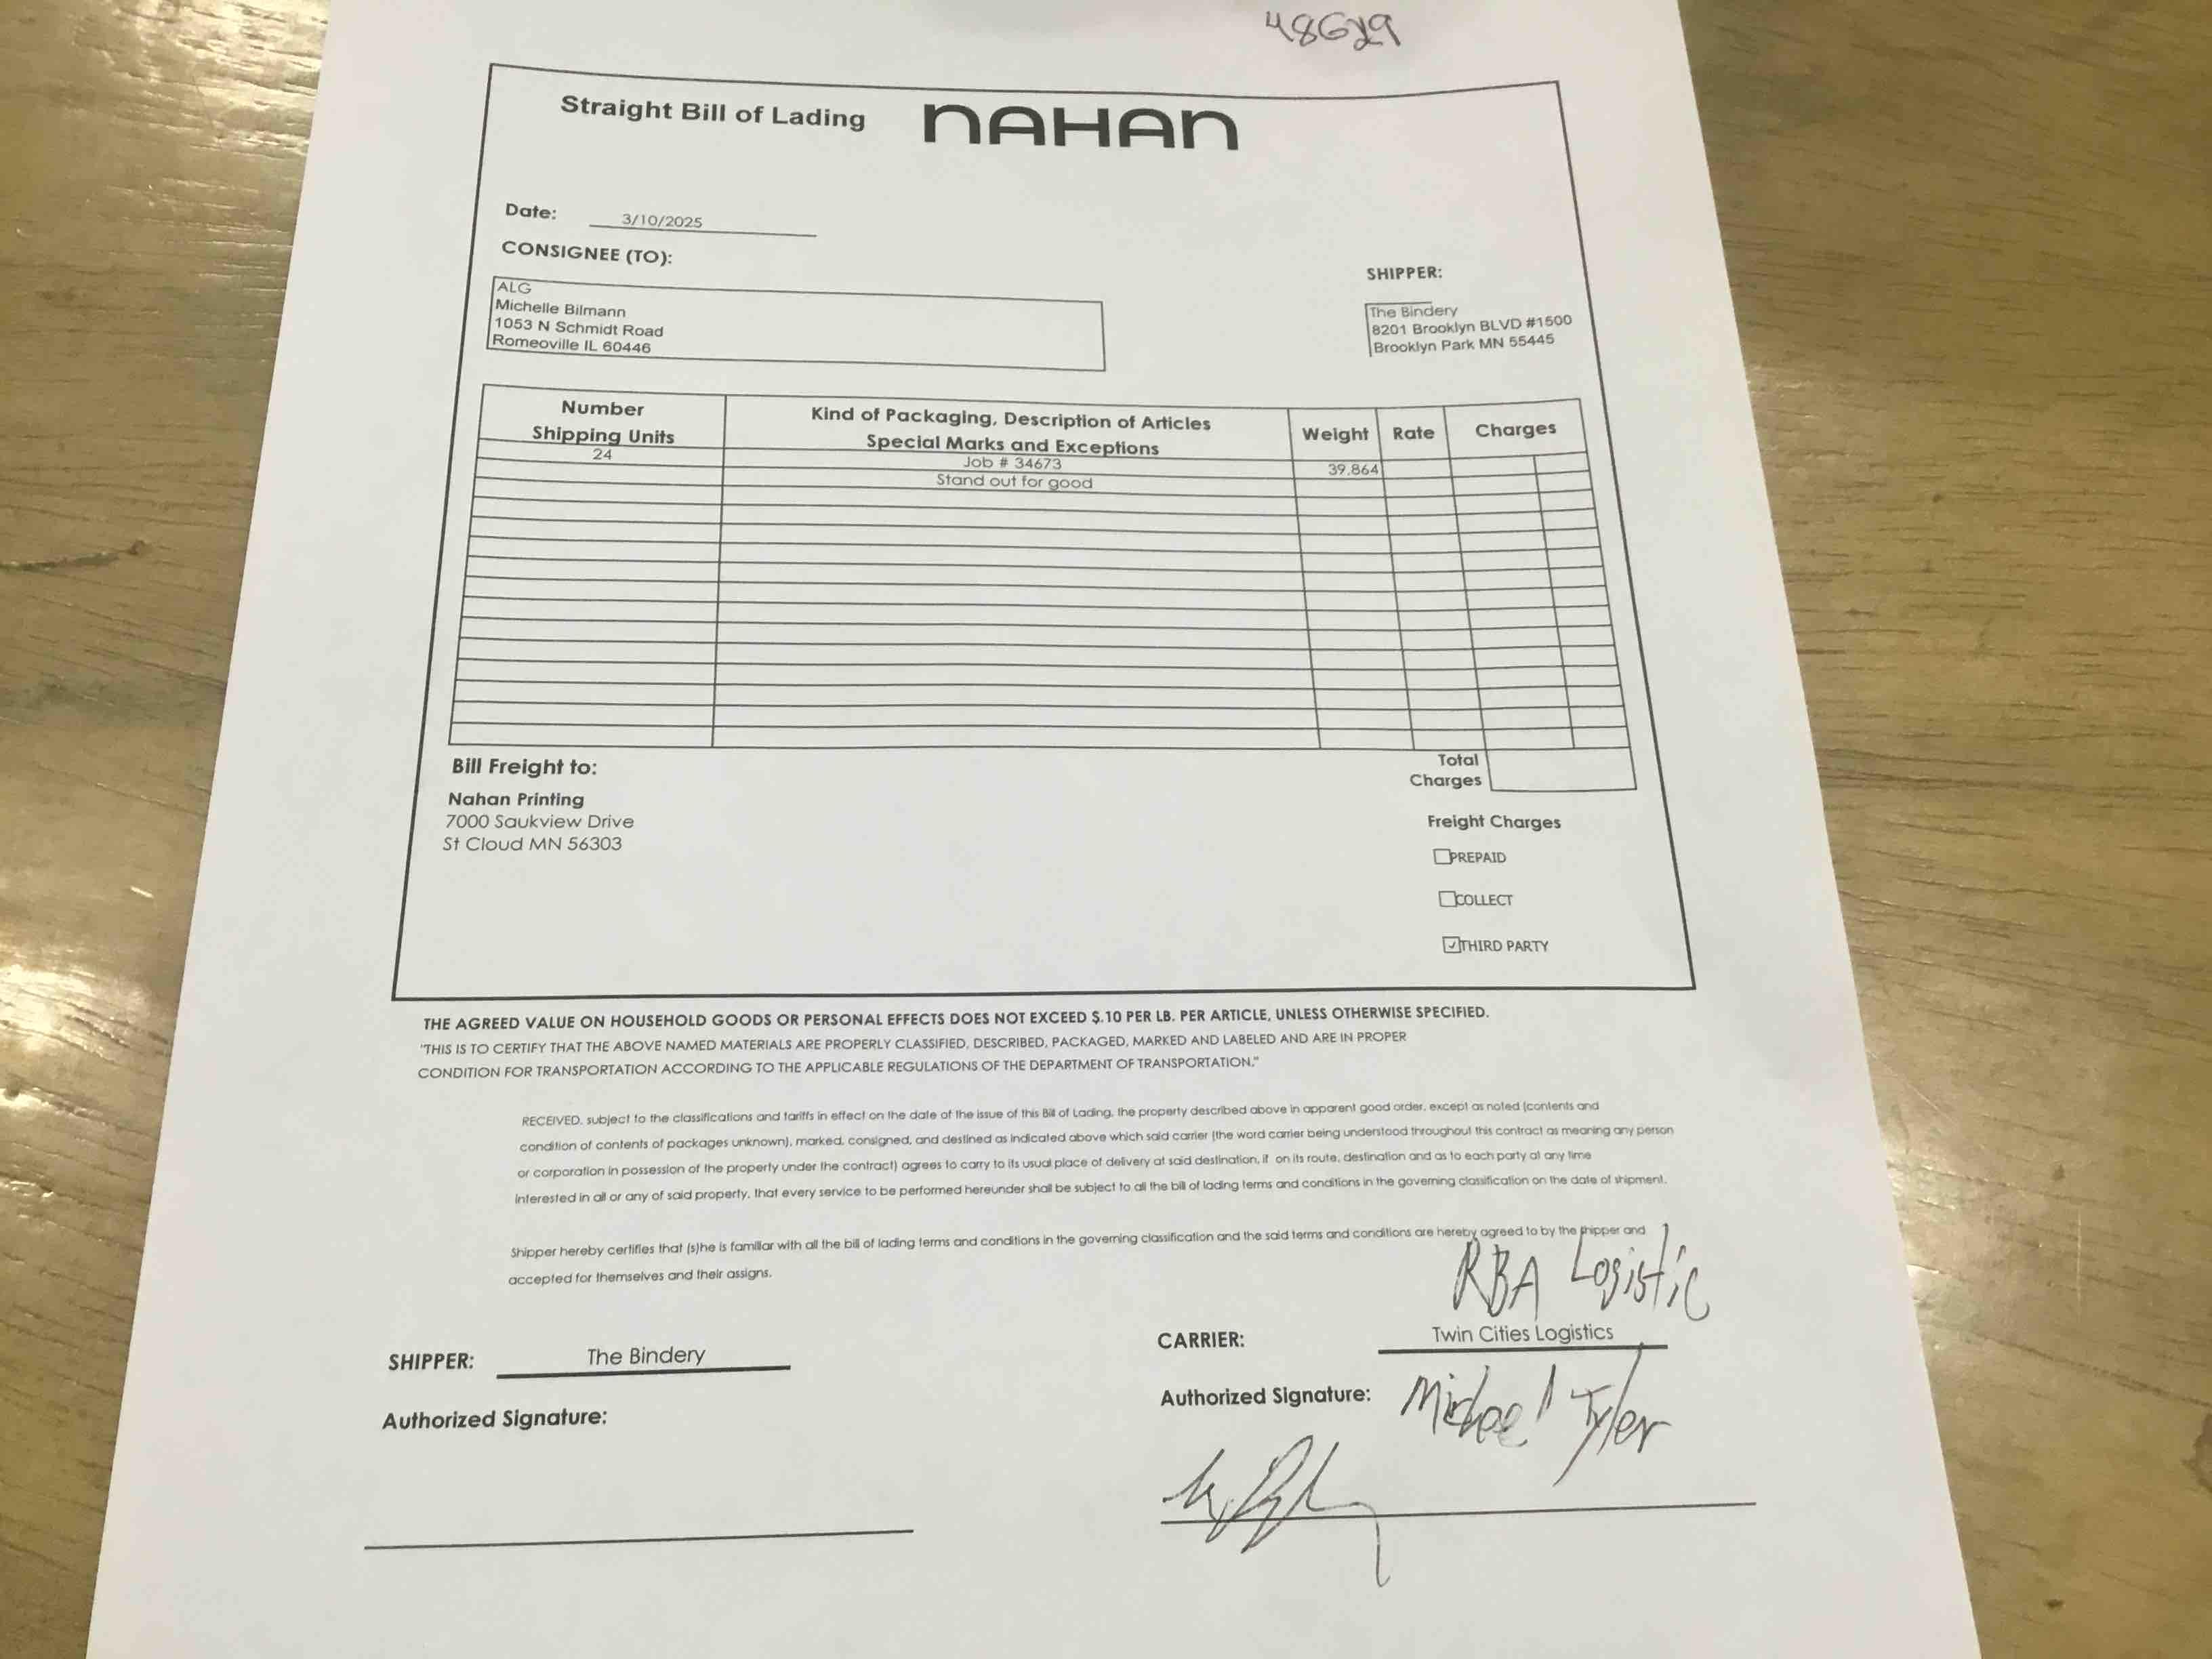 Straight Bill of Lading NAHAN
Date: 3/10/2025
CONSIGNEE (TO):
ALG
Michelle Bilmann
1053 N Schmidt Road
Romeoville IL 60446
SHIPPER:
The Bindery
8201 Brooklyn BLVD #1500
Brooklyn Park MN 55445
Number Shipping Units
Kind of Packaging, Description of Articles
Special Marks and Exceptions
Weight Rate Charges
24 Job # 34673 39,864
Stand out for good
Bill Freight to:
Nahan Printing
7000 Saukview Drive
St Cloud MN 56303
Total
Charges
Freight Charges
PREPAID
COLLECT
THIRD PARTY
THE AGREED VALUE ON HOUSEHOLD GOODS OR PERSONAL EFFECTS DOES NOT EXCEED $.10 PER LB. PER ARTICLE, UNLESS OTHERWISE SPECIFIED.
"THIS IS TO CERTIFY THAT THE ABOVE NAMED MATERIALS ARE PROPERLY CLASSIFIED, DESCRIBED, PACKAGED, MARKED AND LABELED AND ARE IN PROPER
CONDITION FOR TRANSPORTATION ACCORDING TO THE APPLICABLE REGULATIONS OF THE DEPARTMENT OF TRANSPORTATION."
RECEIVED, subject to the classifications and tariffs in effect on the date of the issue of this Bill of Lading, the property described above in apparent good order, except as noted (contents and
condition of contents of packages unknown), marked, consigned, and destined as indicated above which said carrier (the word carrier being understood throughout this contract as meaning any person
or corporation in possession of the property under the contract) agrees to carry to its usual place of delivery at said destination, if on its route, destination and as to each party at any time
interested in all or any of said property, that every service to be performed hereunder shall be subject to all the bill of lading terms and conditions in the governing classification on the date of shipment.
Shipper hereby certifies that (s)he is familiar with all the bill of lading terms and conditions in the governing classification and the said terms and conditions are hereby agreed to by the shipper and
accepted for themselves and their assigns.
RBA Logistic
SHIPPER: The Bindery
CARRIER: Twin Cities Logistics
Authorized Signature:
Authorized Signature: Michael Tyler